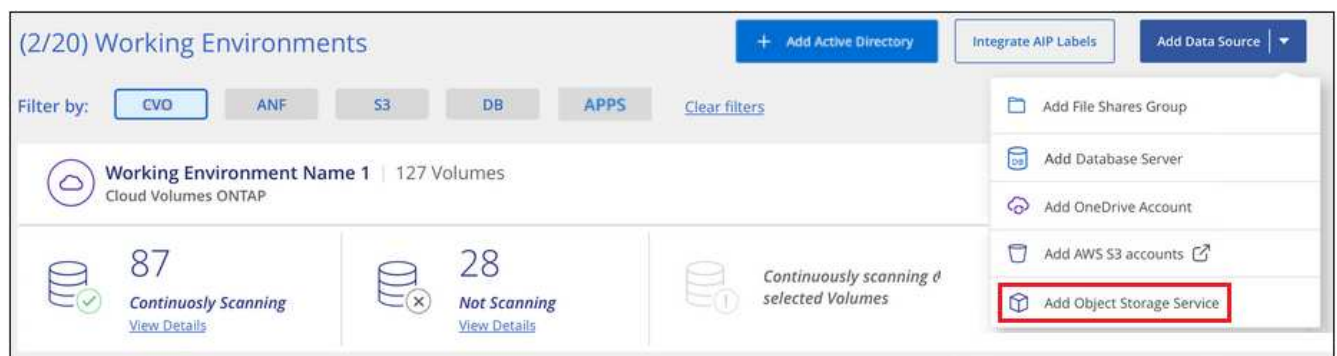 (2/20) Working Environments
+ Add Active Directory
Integrate AIP Labels
Add Data Source
Filter by: CVO ANF S3 DB APPS Clear filters
Add File Shares Group
DB Add Database Server
Add OneDrive Account
Add AWS S3 accounts
Add Object Storage Service
Working Environment Name 1 | 127 Volumes
Cloud Volumes ONTAP
87
Continuosly Scanning
View Details
28
Not Scanning
View Details
Continuously scanning
selected Volumes